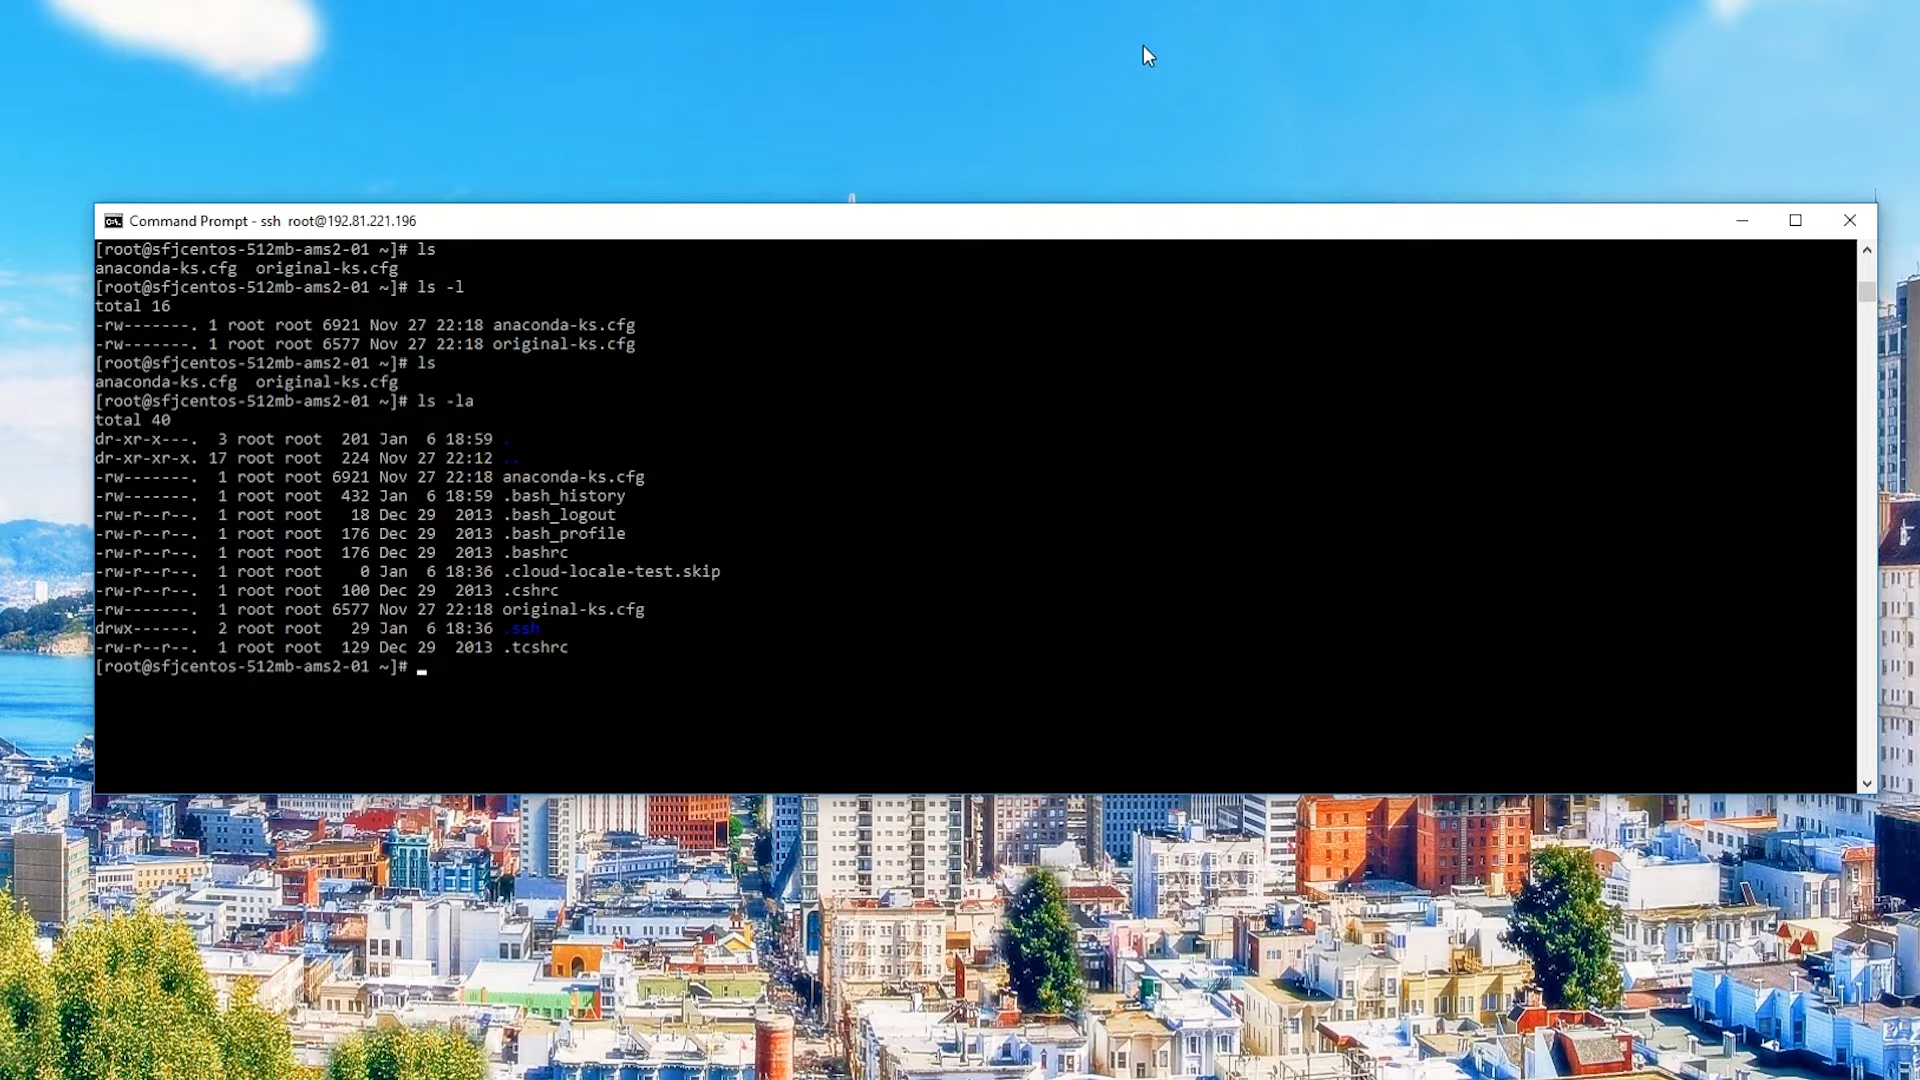 Command Prompt - ssh  root@192.81.221.196
[root@sfjcentos-512mb-ams2-01 ~]# ls
anaconda-ks.cfg  original-ks.cfg
[root@sfjcentos-512mb-ams2-01 ~]# ls -l
total 16
-rw-------. 1 root root 6921 Nov 27 22:18 anaconda-ks.cfg
-rw-------. 1 root root 6577 Nov 27 22:18 original-ks.cfg
[root@sfjcentos-512mb-ams2-01 ~]# ls
anaconda-ks.cfg  original-ks.cfg
[root@sfjcentos-512mb-ams2-01 ~]# ls -la
total 40
dr-xr-x---.  3 root root  201 Jan  6 18:59 .
dr-xr-xr-x. 17 root root  224 Nov 27 22:12 ..
-rw-------.  1 root root 6921 Nov 27 22:18 anaconda-ks.cfg
-rw-------.  1 root root  432 Jan  6 18:59 .bash_history
-rw-r--r--.  1 root root   18 Dec 29  2013 .bash_logout
-rw-r--r--.  1 root root  176 Dec 29  2013 .bash_profile
-rw-r--r--.  1 root root  176 Dec 29  2013 .bashrc
-rw-r--r--.  1 root root    0 Jan  6 18:36 .cloud-locale-test.skip
-rw-r--r--.  1 root root  100 Dec 29  2013 .cshrc
-rw-------.  1 root root 6577 Nov 27 22:18 original-ks.cfg
drwx------.  2 root root   29 Jan  6 18:36 .ssh
-rw-r--r--.  1 root root  129 Dec 29  2013 .tcshrc
[root@sfjcentos-512mb-ams2-01 ~]#